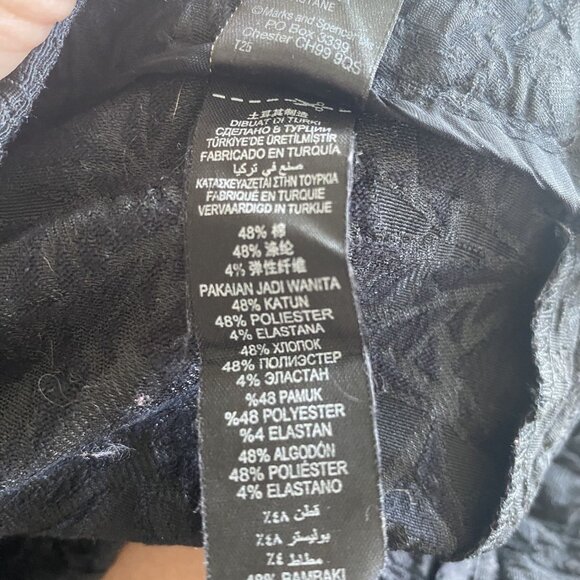 ©Marks and Spencer
PO Box 3339
Chester CH99 9QS
T25
土耳其制造
DIBUAT DI TURKI
СДЕЛАНО В ТУРЦИИ
TÜRKİYE'DE ÜRETİLMİŞTİR
FABRICADO EN TURQUÍA
صنع في تركيا
ΚΑΤΑΣΚΕΥΑΖΕΤΑΙ ΣΤΗΝ ΤΟΥΡΚΙΑ
FABRIQUÉ EN TURQUIE
VERVAARDIGD IN TURKIJE
48% 棉
48% 涤纶
4% 弹性纤维
PAKAIAN JADI WANITA
48% KATUN
48% POLIESTER
4% ELASTANA
48% ХЛОПОК
48% ПОЛИЭСТЕР
4% ЭЛАСТАН
%48 PAMUK
%48 POLYESTER
%4 ELASTAN
48% ALGODÓN
48% POLIÉSTER
4% ELASTANO
قطن ٤٨٪
بوليستر ٤٨٪
مطاط ٤٪
48% ΒΑΜΒΑΚΙ